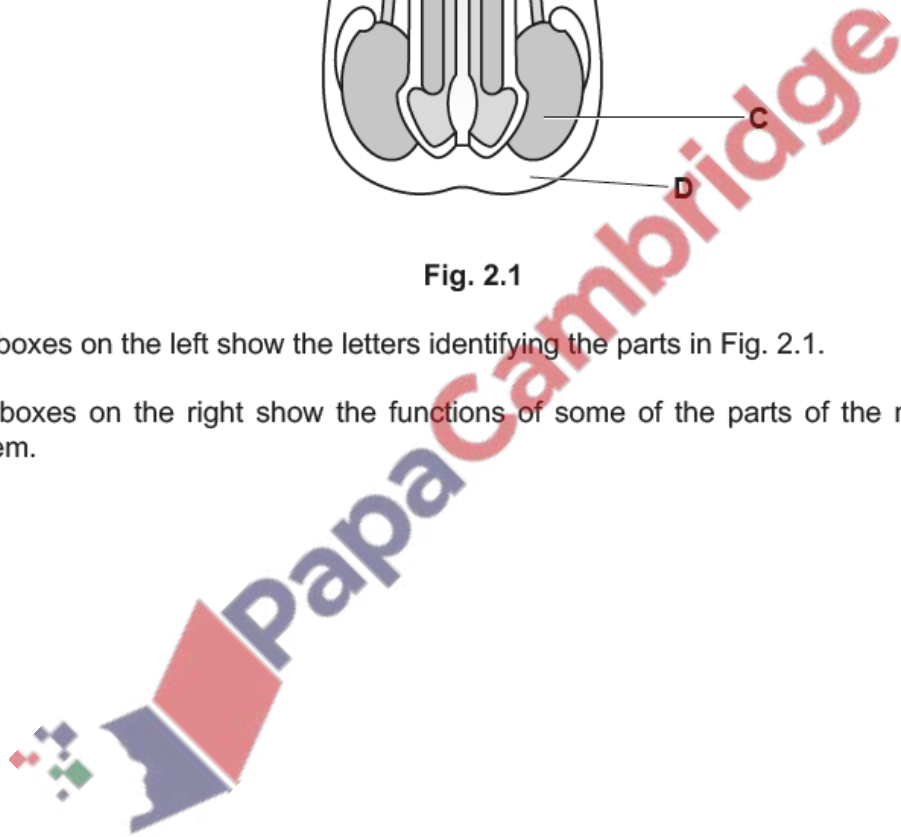 C
D
Fig. 2.1
boxes on the left show the letters identifying the parts in Fig. 2.1.
boxes on the right show the functions of some of the parts of the
em.
PapaCambridge